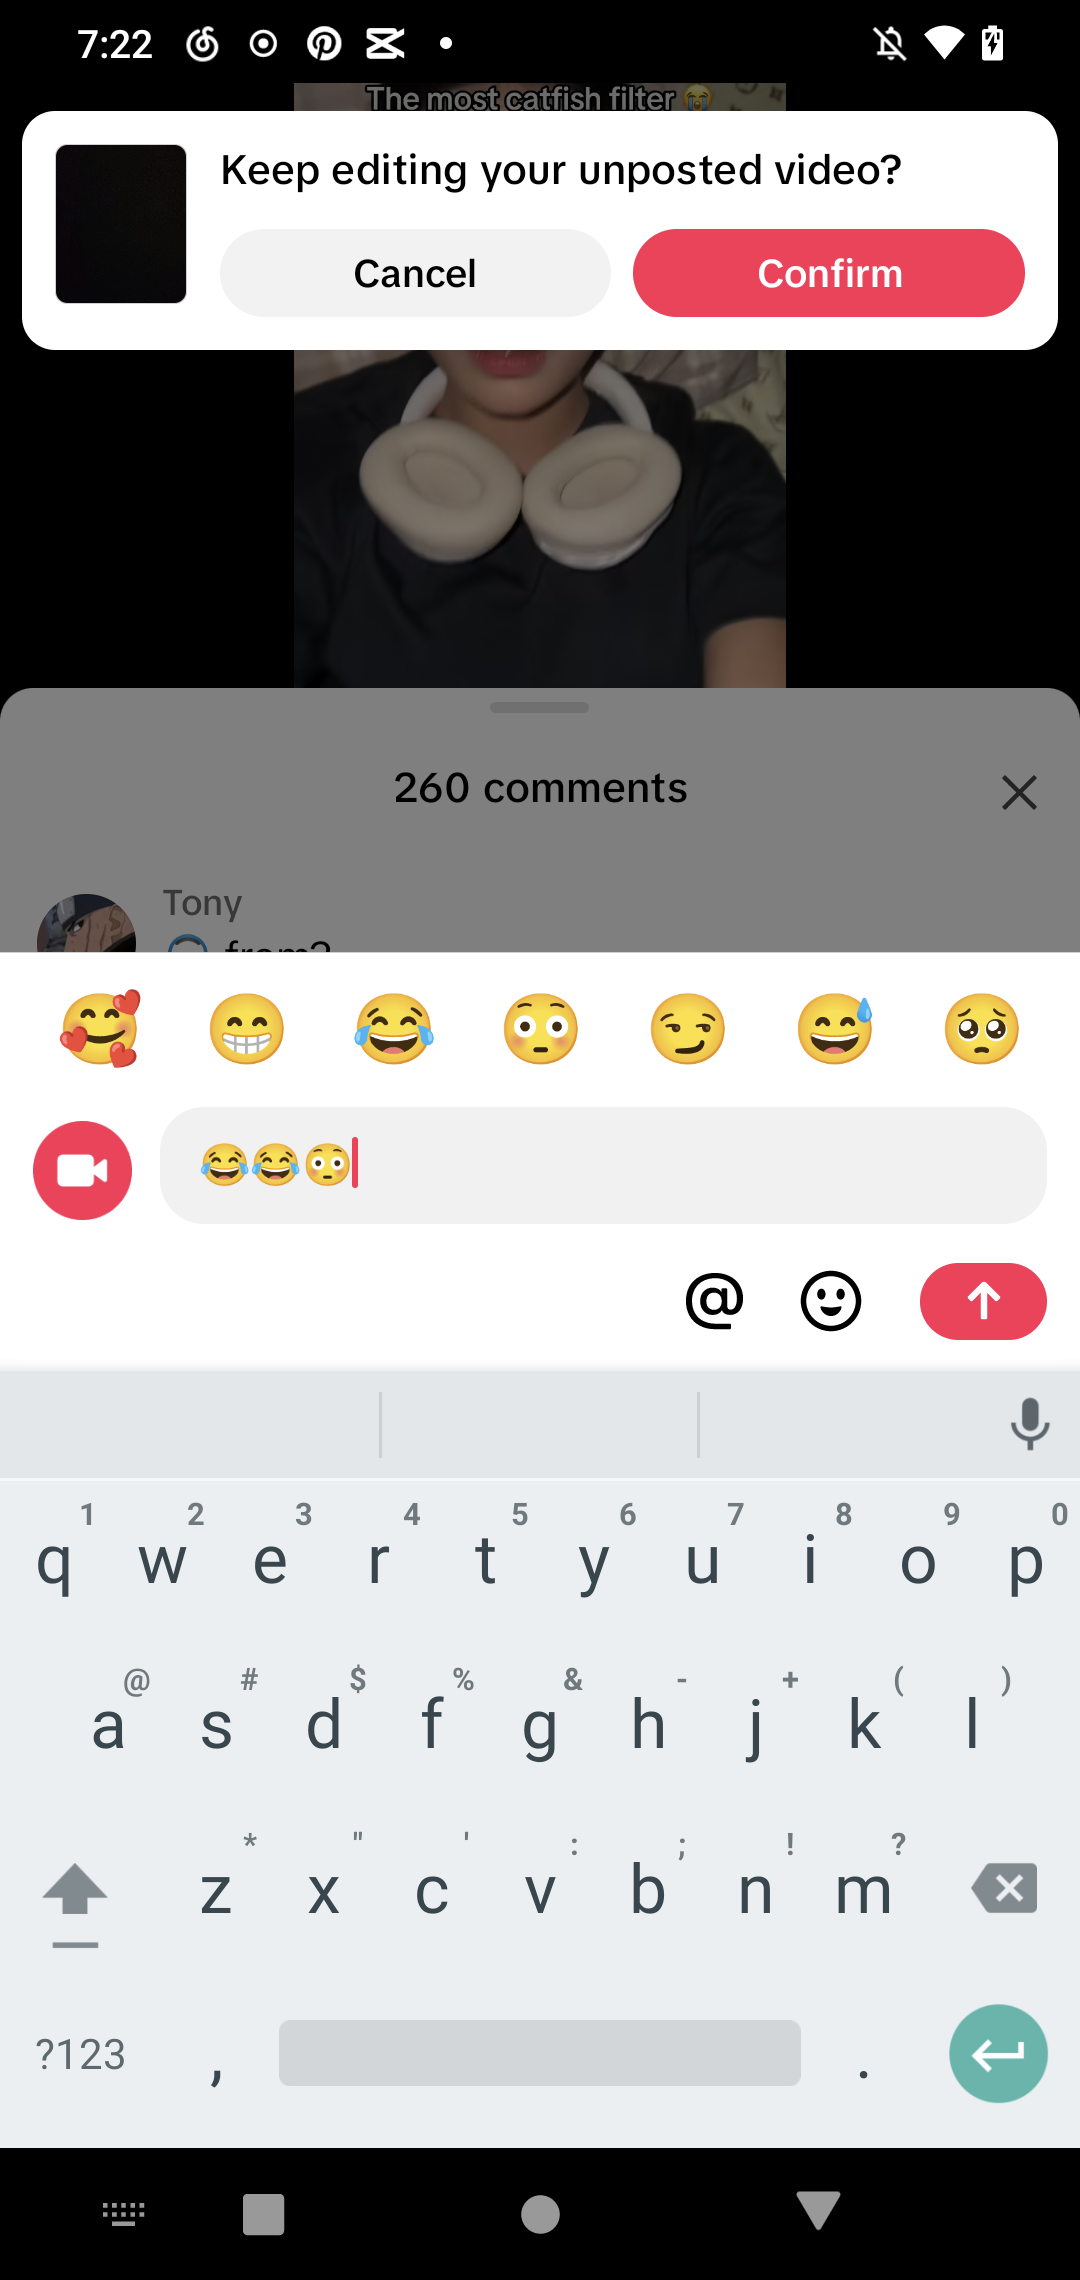 7:22
The most catfish filter 😭
Keep editing your unposted video?
Cancel
Confirm
260 comments
Tony
🎧 from?
😂😂😳
1 2 3 4 5 6 7 8 9 0
q w e r t y u i o p
@ # $ % & - + ( )
a s d f g h j k l
* " ' : ; ! ?
z x c v b n m
?123 , .